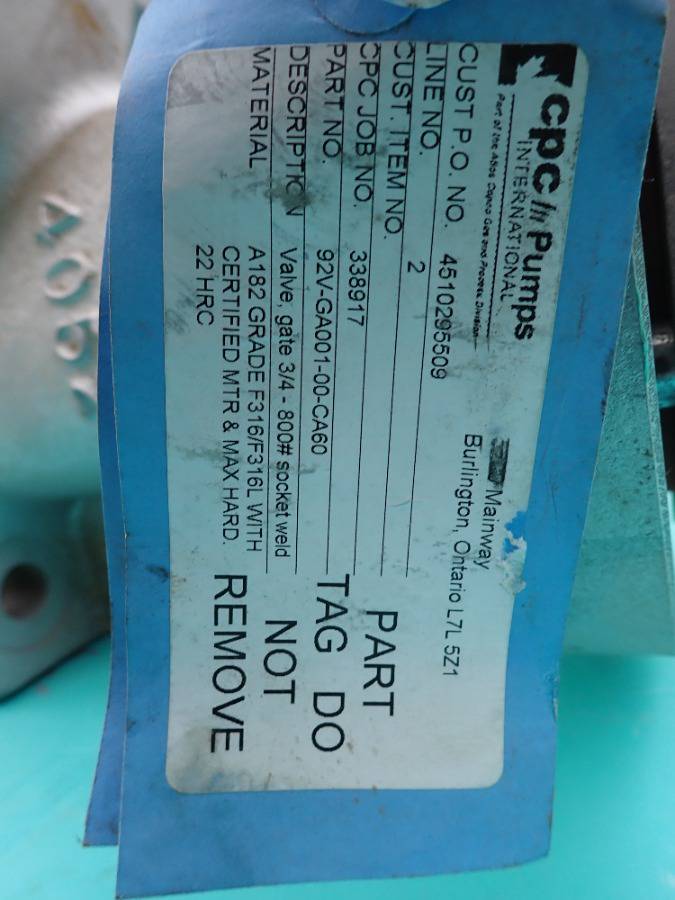 cpc Pumps
INTERNATIONAL
Part of the Abbs Dapco Gas and Process Division
Mainway
Burlington, Ontario L7L 5Z1
CUST P.O. NO. 4510295509
LINE NO.
CUST. ITEM NO. 2
CPC JOB NO. 338917
PART NO. 92V-GA001-00-CA60
DESCRIPTION Valve, gate 3/4 - 800# socket weld
MATERIAL A182 GRADE F316/F316L WITH
CERTIFIED MTR & MAX HARD.
22 HRC
PART
TAG DO
NOT
REMOVE